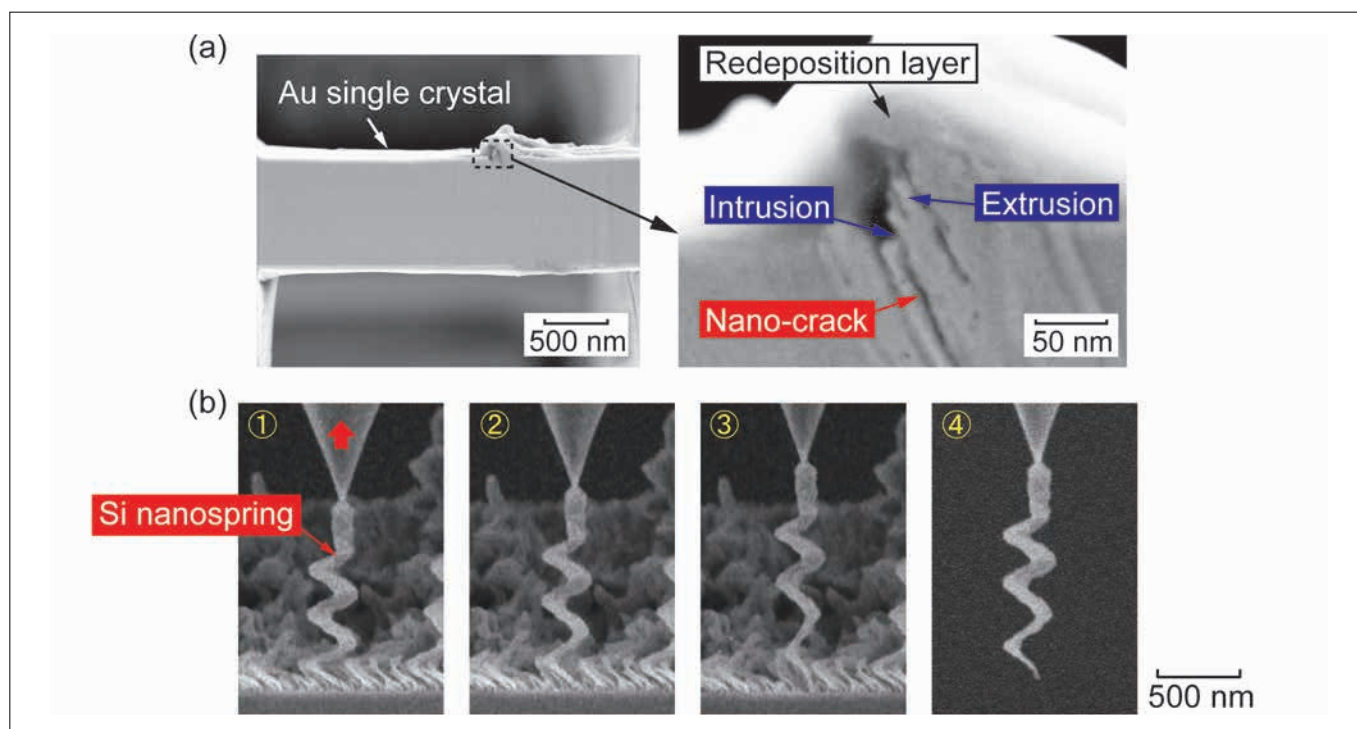 (a)
Au single crystal
500 nm
Redeposition layer
Intrusion
Extrusion
Nano-crack
50 nm
(b)
①
②
③
④
Si nanospring
500 nm